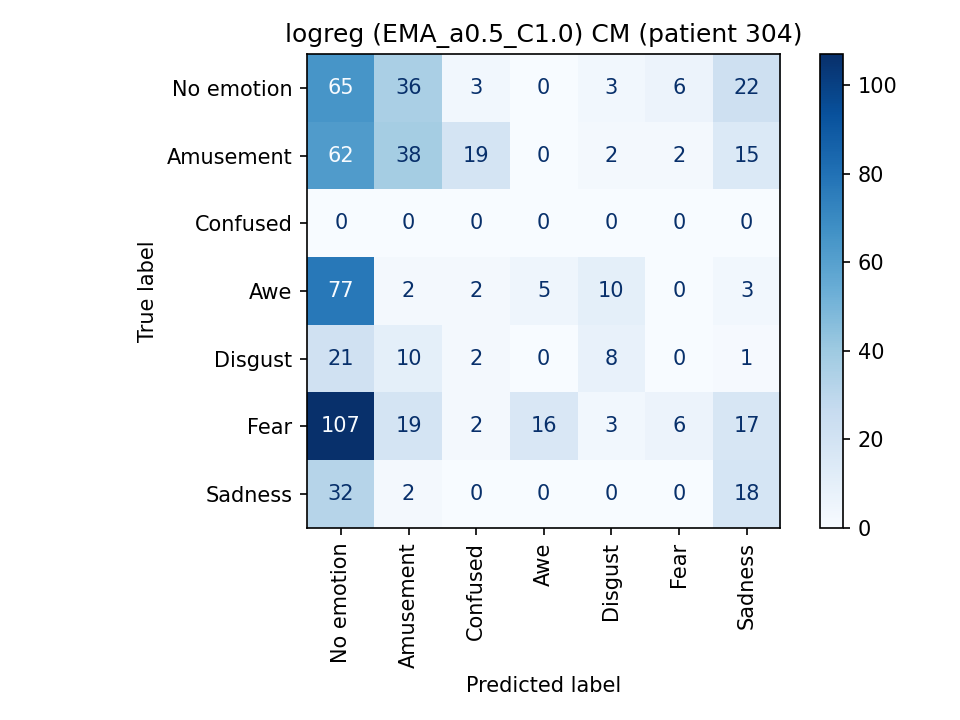 logreg (EMA_a0.5_C1.0) CM (patient 304)
No emotion 65 36 3 0 3 6 22
Amusement 62 38 19 0 2 2 15
Confused 0 0 0 0 0 0 0
Awe 77 2 2 5 10 0 3
Disgust 21 10 2 0 8 0 1
Fear 107 19 2 16 3 6 17
Sadness 32 2 0 0 0 0 18
True label
No emotion
Amusement
Confused
Awe
Disgust
Fear
Sadness
Predicted label
100
80
60
40
20
0